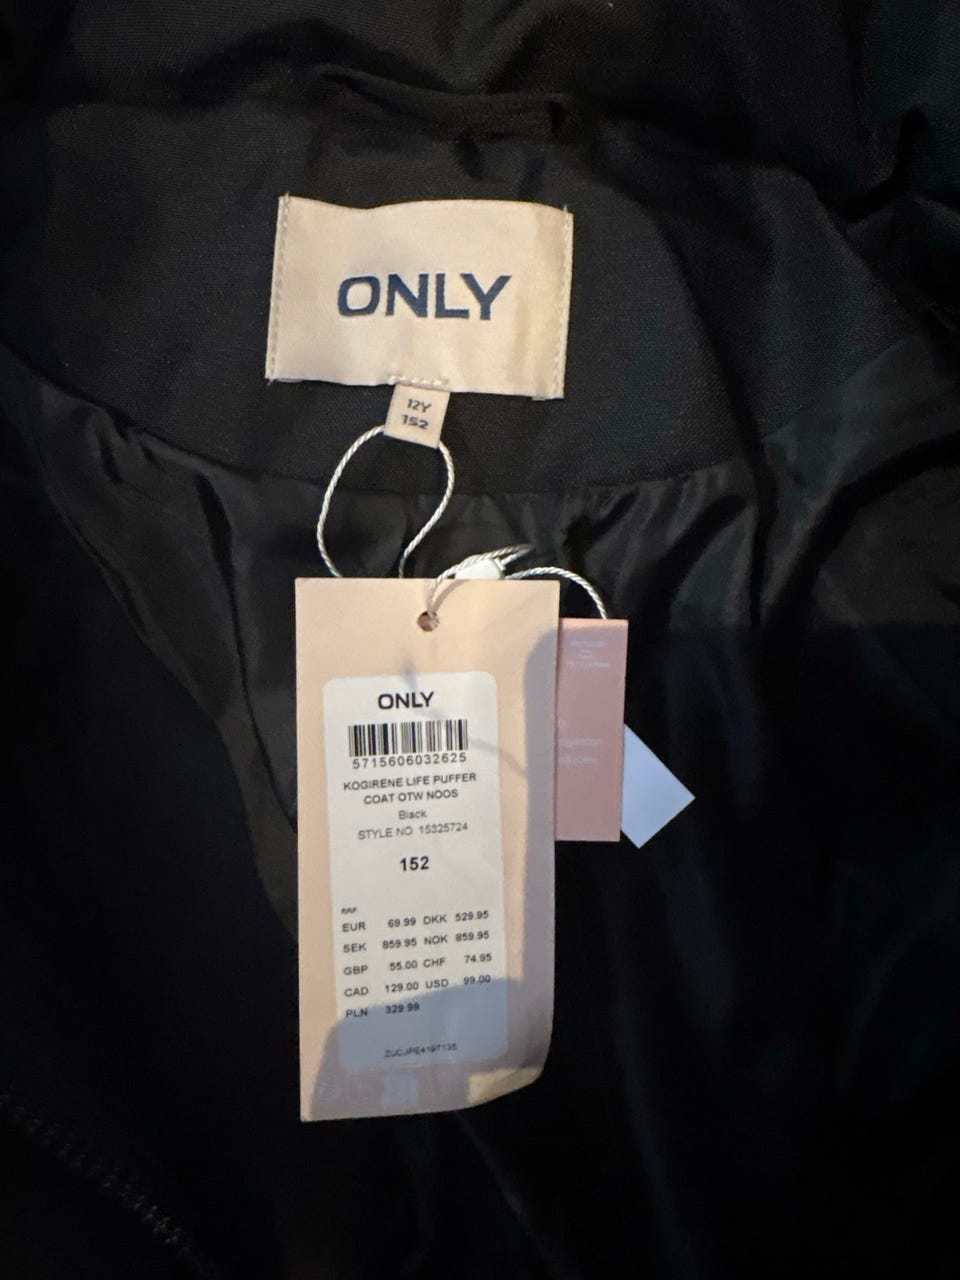 ONLY
12Y
152
ONLY
5715606032625
KOGIRENE LIFE PUFFER
COAT OTW NOOS
Black
STYLE NO 15325724
152
RRP
EUR 69.99 DKK 529.95
SEK 859.95 NOK 859.95
GBP 55.00 CHF 74.95
CAD 129.00 USD 99.00
PLN 329.99